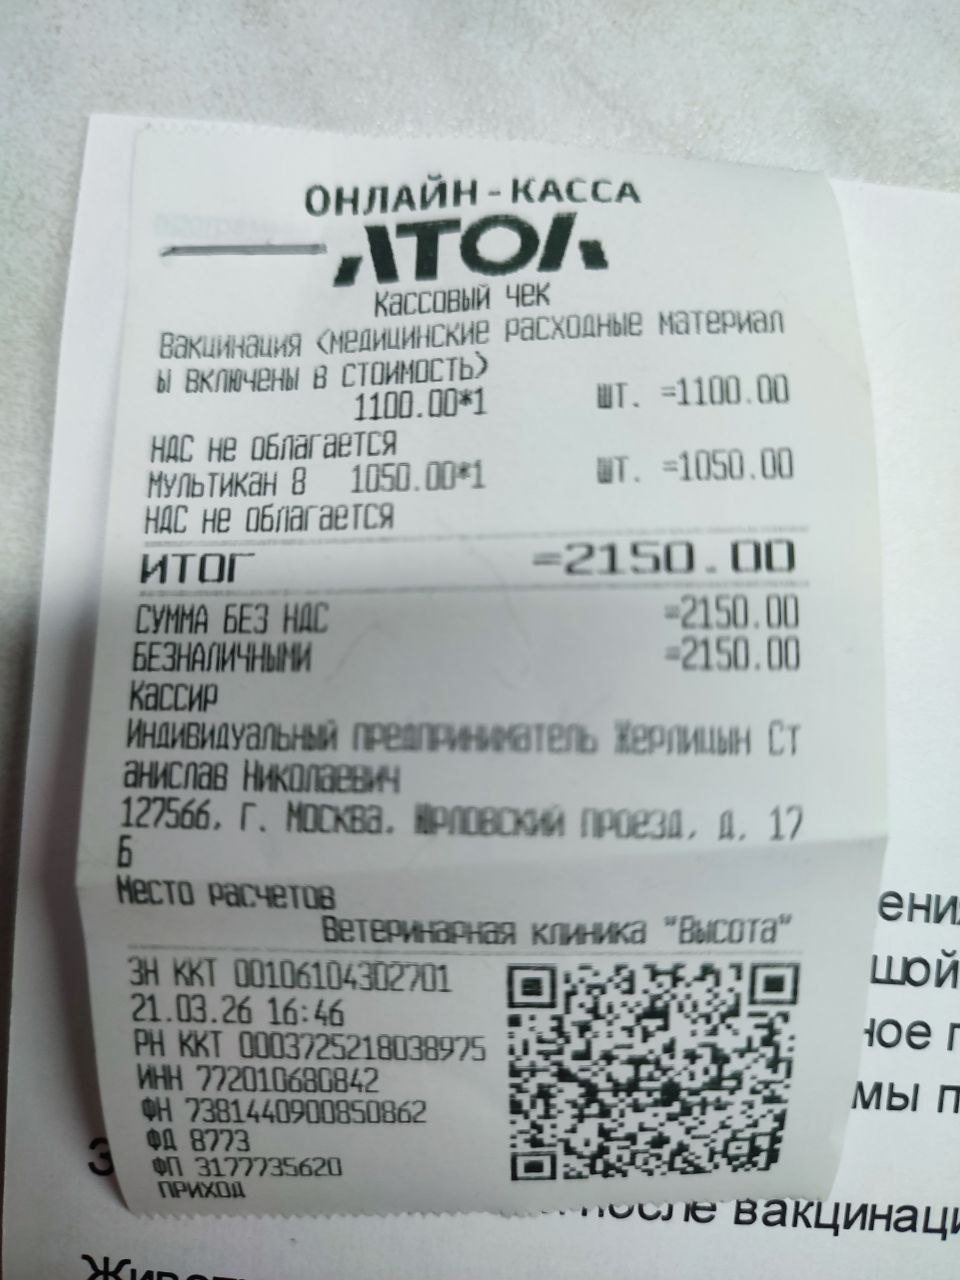 ОНЛАЙН-КАССА
АТОЛ
Кассовый чек
Вакцинация <медицинские расходные материал
ы включены в стоимость>
1100.00*1 шт. =1100.00
НДС не облагается
Мультикан 8 1050.00*1 шт. =1050.00
НДС не облагается
ИТОГ =2150.00
СУММА БЕЗ НДС =2150.00
БЕЗНАЛИЧНЫМИ =2150.00
Кассир
Индивидуальный предприниматель Жерлицын Ст
анислав Николаевич
127566, Г. Москва, Юрловский проезд, д. 17
Б
Место расчетов
Ветеринарная клиника "Высота"
ЗН ККТ 00106104302701
21.03.26 16:46
РН ККТ 0003725218038975
ИНН 772010680842
ФН 7381440900850862
ФД 8773
ФП 3177735620
ПРИХОД
после вакцинаци